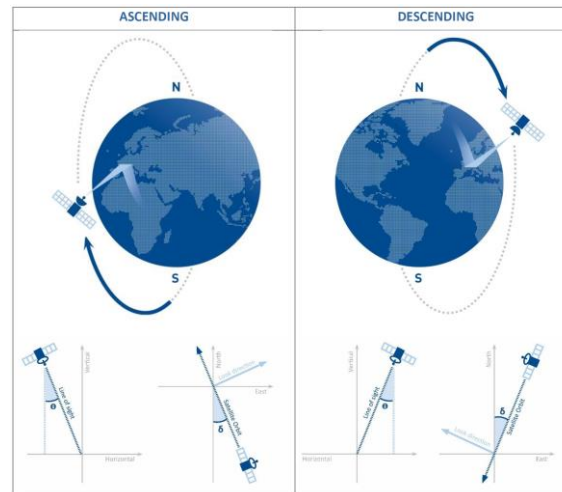 ASCENDING
N
S
Vertical
Line of sight
θ
Horizontal
North
Look direction
East
Satellite Orbit
δ
DESCENDING
N
S
Vertical
Line of sight
θ
Horizontal
North
δ
Satellite Orbit
Look direction
East